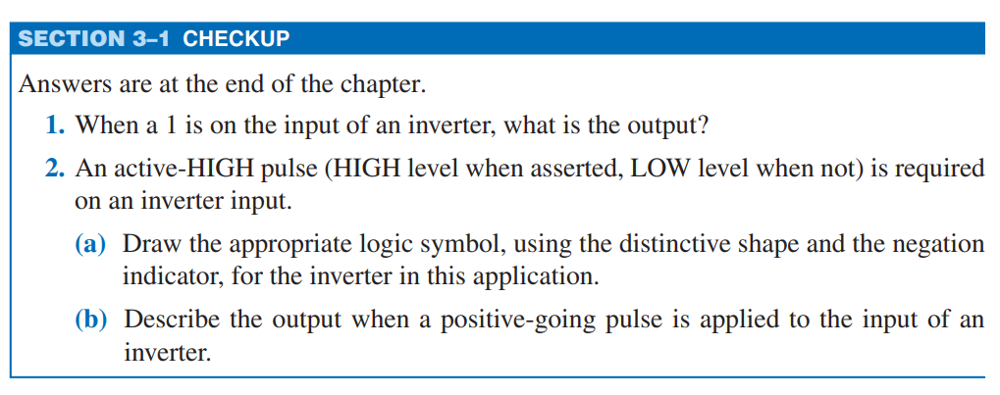 SECTION 3–1 CHECKUP
Answers are at the end of the chapter.
1. When a 1 is on the input of an inverter, what is the output?
2. An active-HIGH pulse (HIGH level when asserted, LOW level when not) is required
on an inverter input.
(a) Draw the appropriate logic symbol, using the distinctive shape and the negation
indicator, for the inverter in this application.
(b) Describe the output when a positive-going pulse is applied to the input of an
inverter.